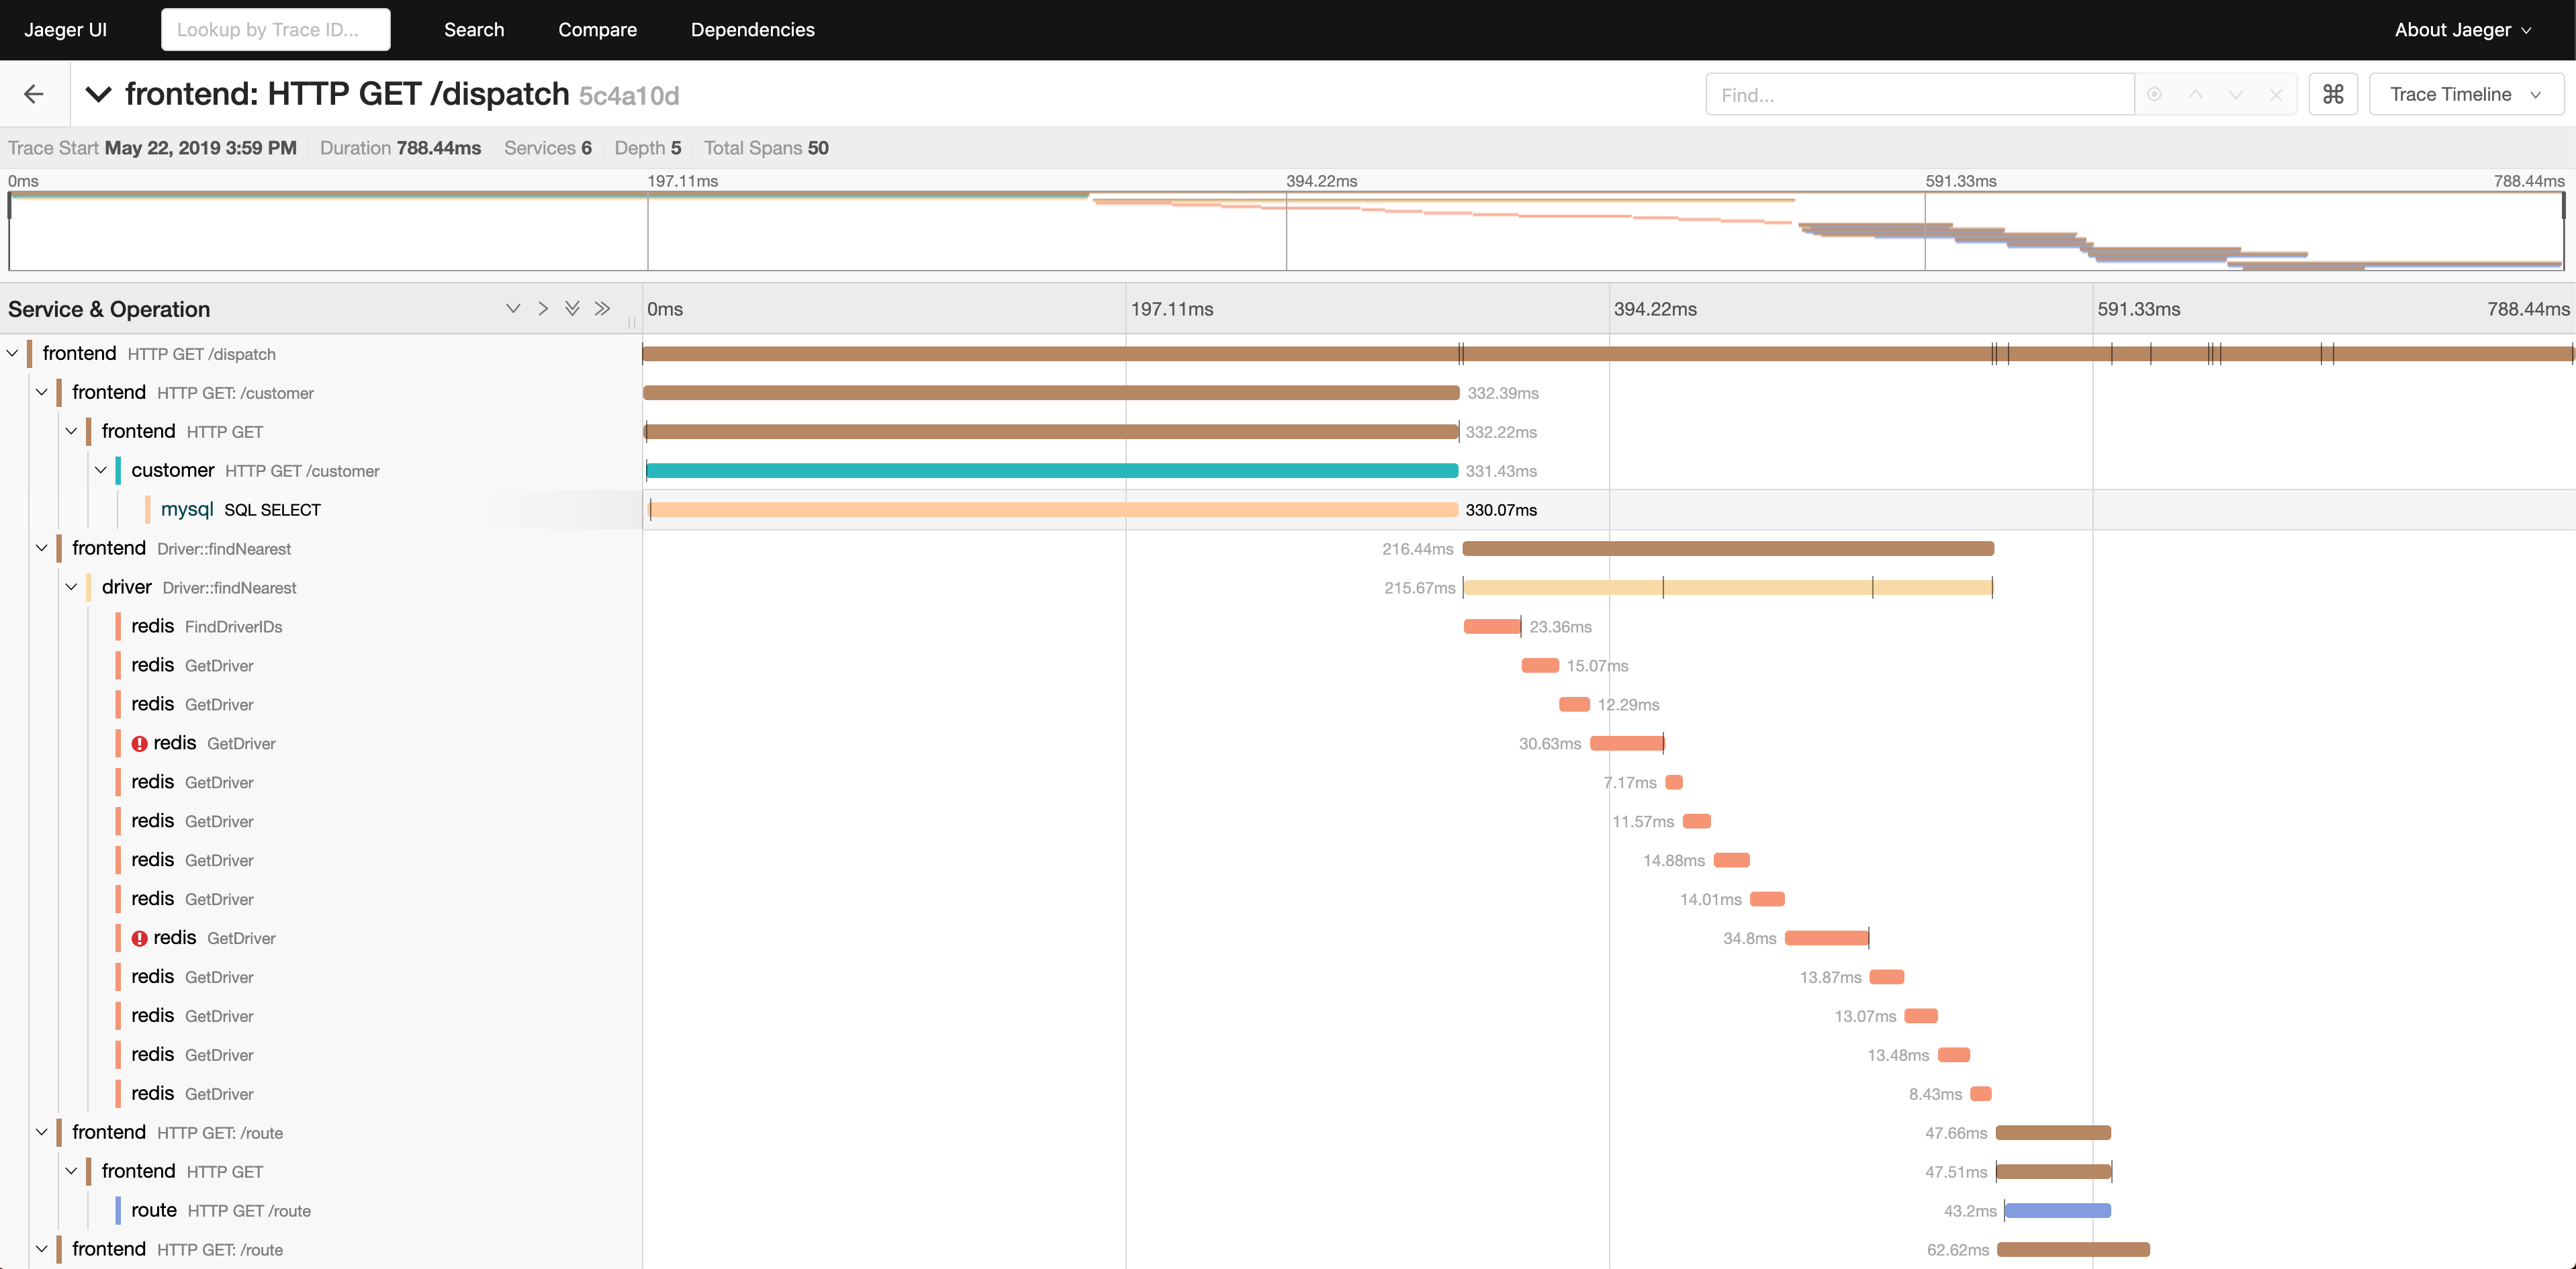 Jaeger UI Lookup by Trace ID... Search Compare Dependencies About Jaeger
frontend: HTTP GET /dispatch 5c4a10d Find... ⌘ Trace Timeline
Trace Start May 22, 2019 3:59 PM Duration 788.44ms Services 6 Depth 5 Total Spans 50
0ms 197.11ms 394.22ms 591.33ms 788.44ms
Service & Operation 0ms 197.11ms 394.22ms 591.33ms 788.44ms
frontend HTTP GET /dispatch
frontend HTTP GET: /customer 332.39ms
frontend HTTP GET 332.22ms
customer HTTP GET /customer 331.43ms
mysql SQL SELECT 330.07ms
frontend Driver::findNearest 216.44ms
driver Driver::findNearest 215.67ms
redis FindDriverIDs 23.36ms
redis GetDriver 15.07ms
redis GetDriver 12.29ms
redis GetDriver 30.63ms
redis GetDriver 7.17ms
redis GetDriver 11.57ms
redis GetDriver 14.88ms
redis GetDriver 14.01ms
redis GetDriver 34.8ms
redis GetDriver 13.87ms
redis GetDriver 13.07ms
redis GetDriver 13.48ms
redis GetDriver 8.43ms
frontend HTTP GET: /route 47.66ms
frontend HTTP GET 47.51ms
route HTTP GET /route 43.2ms
frontend HTTP GET: /route 62.62ms